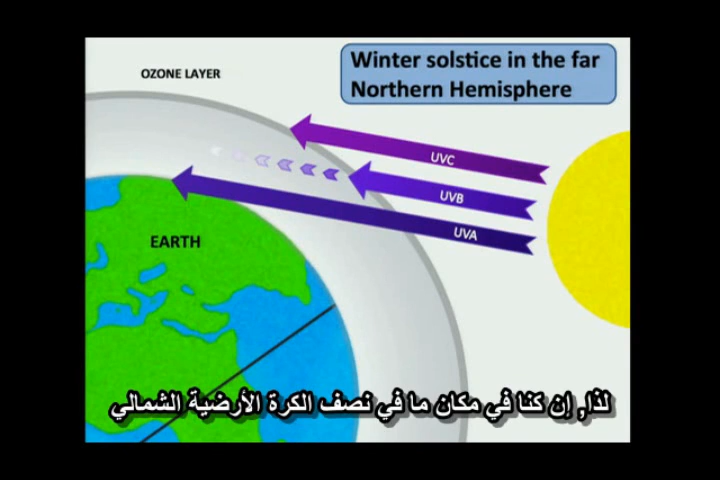 Winter solstice in the far
Northern Hemisphere
OZONE LAYER
UVC
UVB
UVA
EARTH
لذا, إن كنا في مكان ما في نصف الكرة الأرضية الشمالي